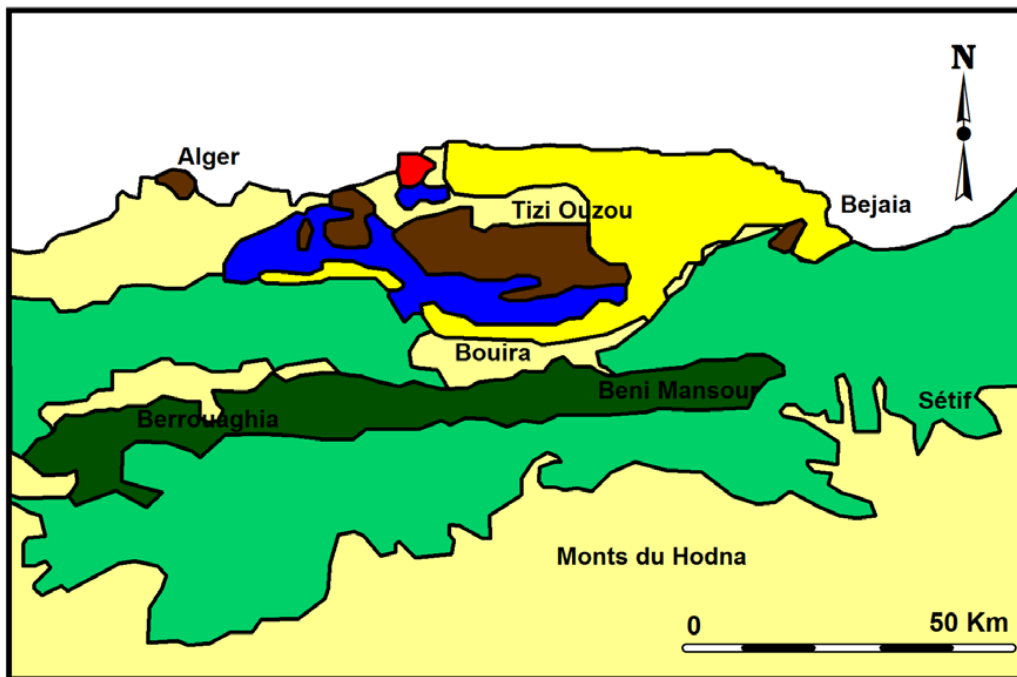 N
Alger
Tizi Ouzou
Bejaia
Bouira
Beni Mansour
Sétif
Berrouaghia
Monts du Hodna
0
50 Km